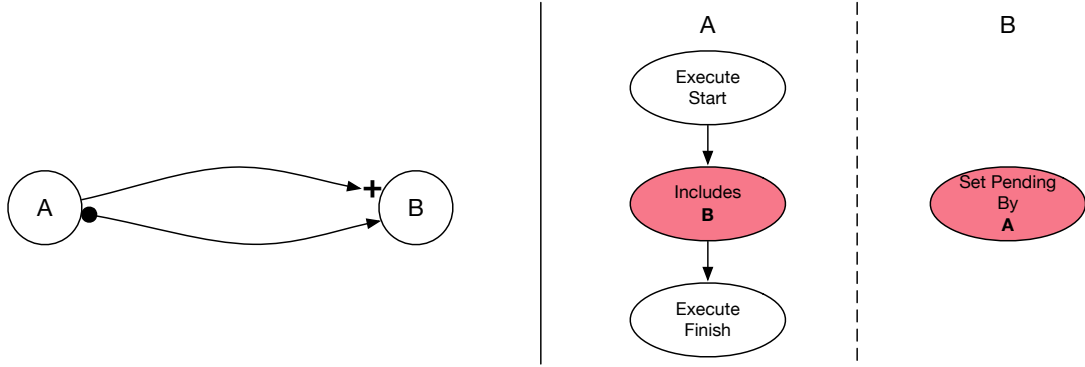 A
B
+
A
Execute
Start
Includes
B
Execute
Finish
B
Set Pending
By
A